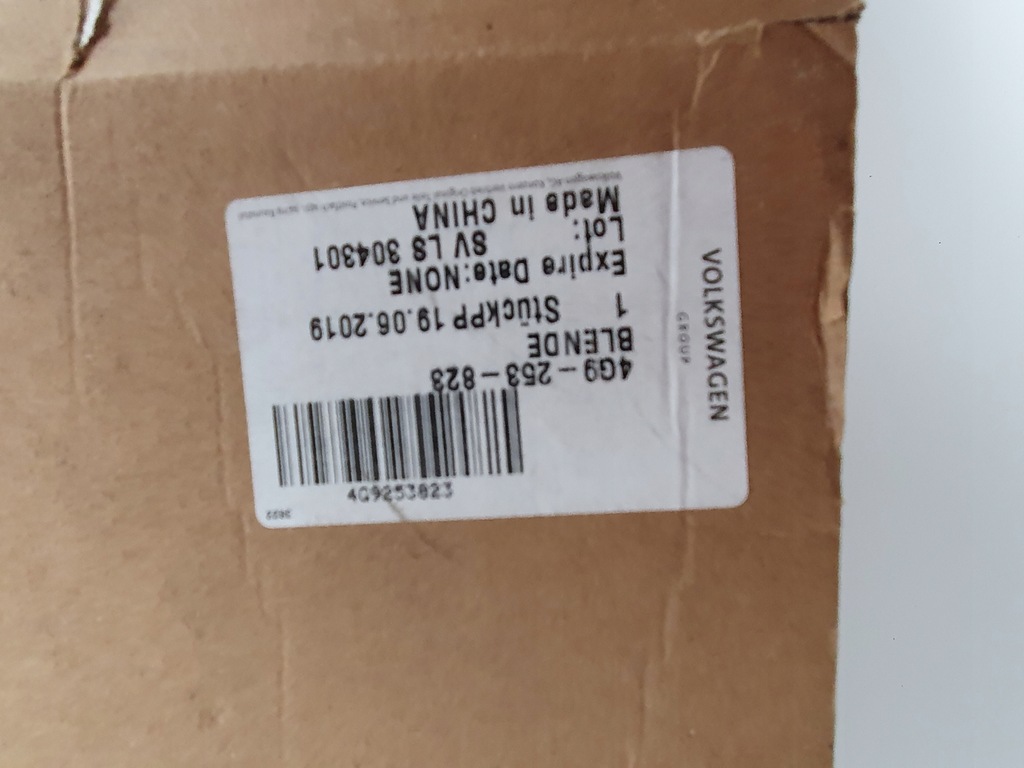 4G9253823
4G9-253-823
BLENDE
1 StückPP 19.06.2019
Expire Date:NONE
Lot: SV LS 304301
Made in CHINA
VOLKSWAGEN
GROUP